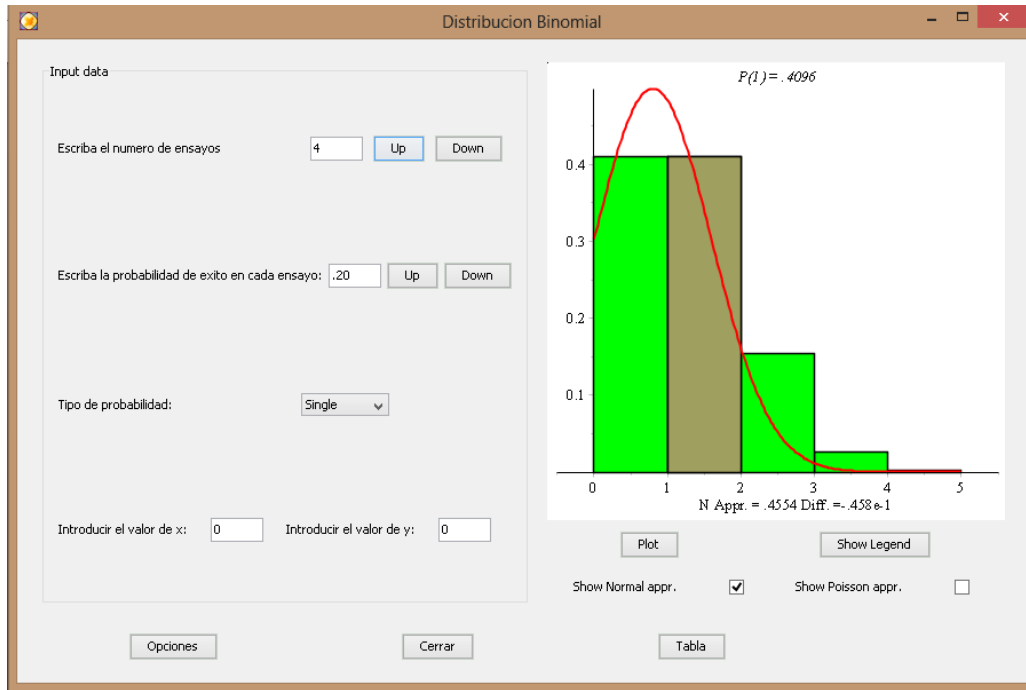 Distribucion Binomial
Input data
Escriba el numero de ensayos 4 Up Down
Escriba la probabilidad de exito en cada ensayo: .20 Up Down
Tipo de probabilidad: Single
Introducir el valor de x: 0 Introducir el valor de y: 0
P(1) = .4096
0.4
0.3
0.2
0.1
0 1 2 3 4 5
N Appr. = .4554 Diff. =-.458e-1
Plot Show Legend
Show Normal appr. Show Poisson appr.
Opciones Cerrar Tabla